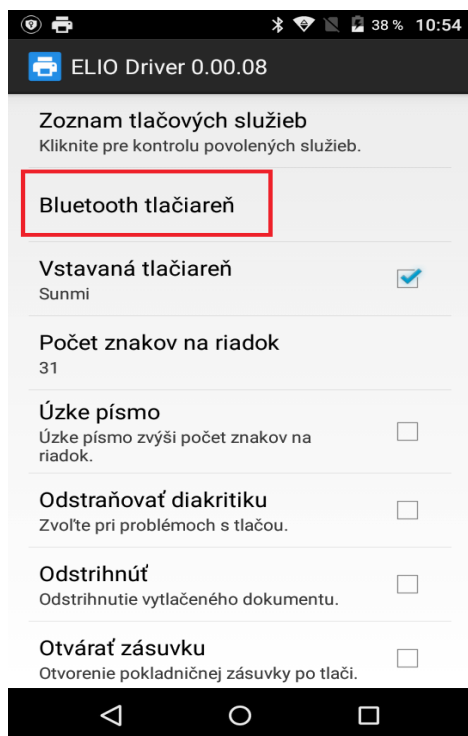 38 % 10:54
ELIO Driver 0.00.08
Zoznam tlačových služieb
Kliknite pre kontrolu povolených služieb.
Bluetooth tlačiareň
Vstavaná tlačiareň
Sunmi
Počet znakov na riadok
31
Úzke písmo
Úzke písmo zvýši počet znakov na
riadok.
Odstraňovať diakritiku
Zvoľte pri problémoch s tlačou.
Odstrihnúť
Odstrihnutie vytlačeného dokumentu.
Otvárať zásuvku
Otvorenie pokladničnej zásuvky po tlači.